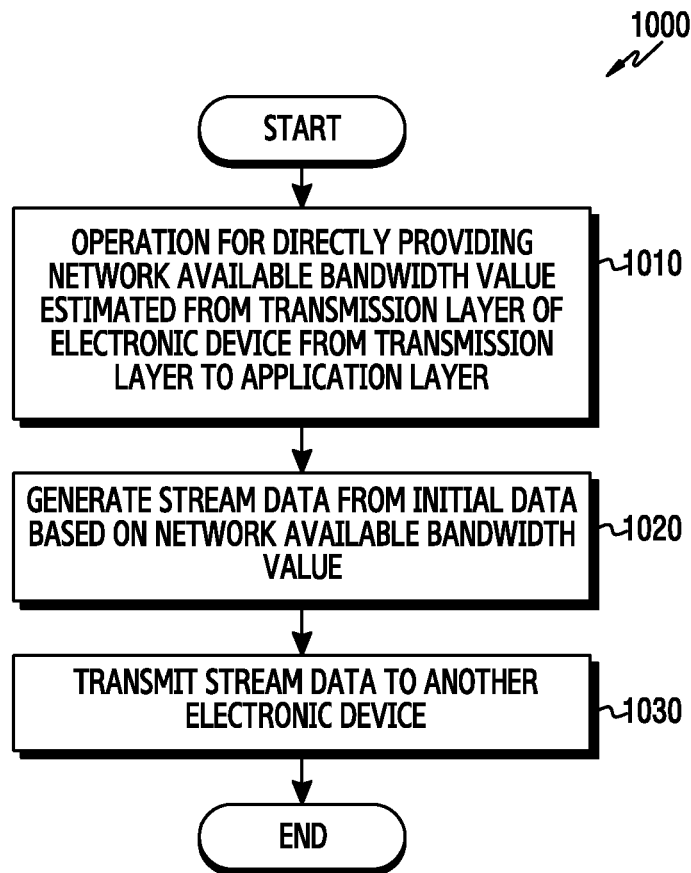 1000
START
OPERATION FOR DIRECTLY PROVIDING
NETWORK AVAILABLE BANDWIDTH VALUE
ESTIMATED FROM TRANSMISSION LAYER OF
ELECTRONIC DEVICE FROM TRANSMISSION
LAYER TO APPLICATION LAYER
1010
GENERATE STREAM DATA FROM INITIAL DATA
BASED ON NETWORK AVAILABLE BANDWIDTH
VALUE
1020
TRANSMIT STREAM DATA TO ANOTHER
ELECTRONIC DEVICE
1030
END